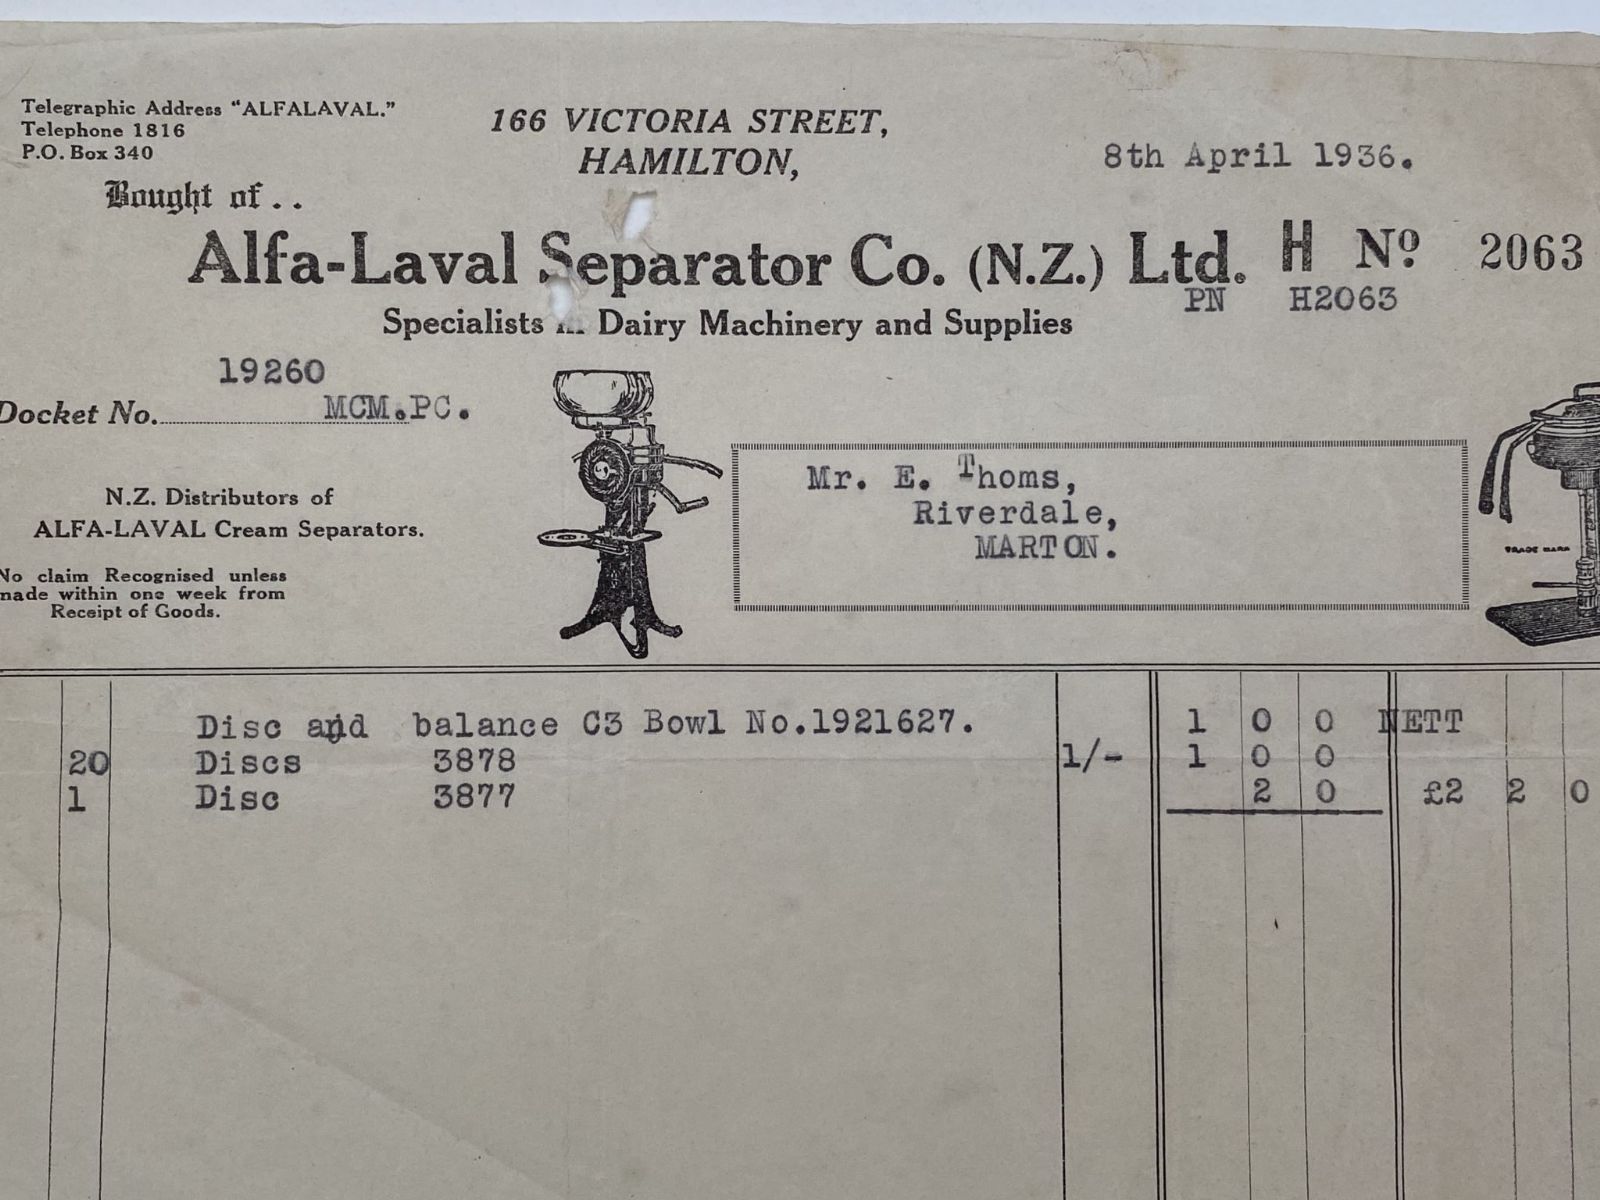 Telegraphic Address "ALFALAVAL."
Telephone 1816
P.O. Box 340
166 VICTORIA STREET,
HAMILTON,
8th April 1936.
Bought of . .
Alfa-Laval Separator Co. (N.Z.) Ltd. H No. 2063
PN H2063
Specialists in Dairy Machinery and Supplies
19260
Docket No. MCM.PC.
N.Z. Distributors of
ALFA-LAVAL Cream Separators.
No claim Recognised unless
made within one week from
Receipt of Goods.
Mr. E. Thoms,
Riverdale,
MARTON.
TRADE MARK
Disc and balance C3 Bowl No.1921627. 1 0 0 NETT
20 Discs 3878 1/- 1 0 0
1 Disc 3877 2 0 £2 2 0